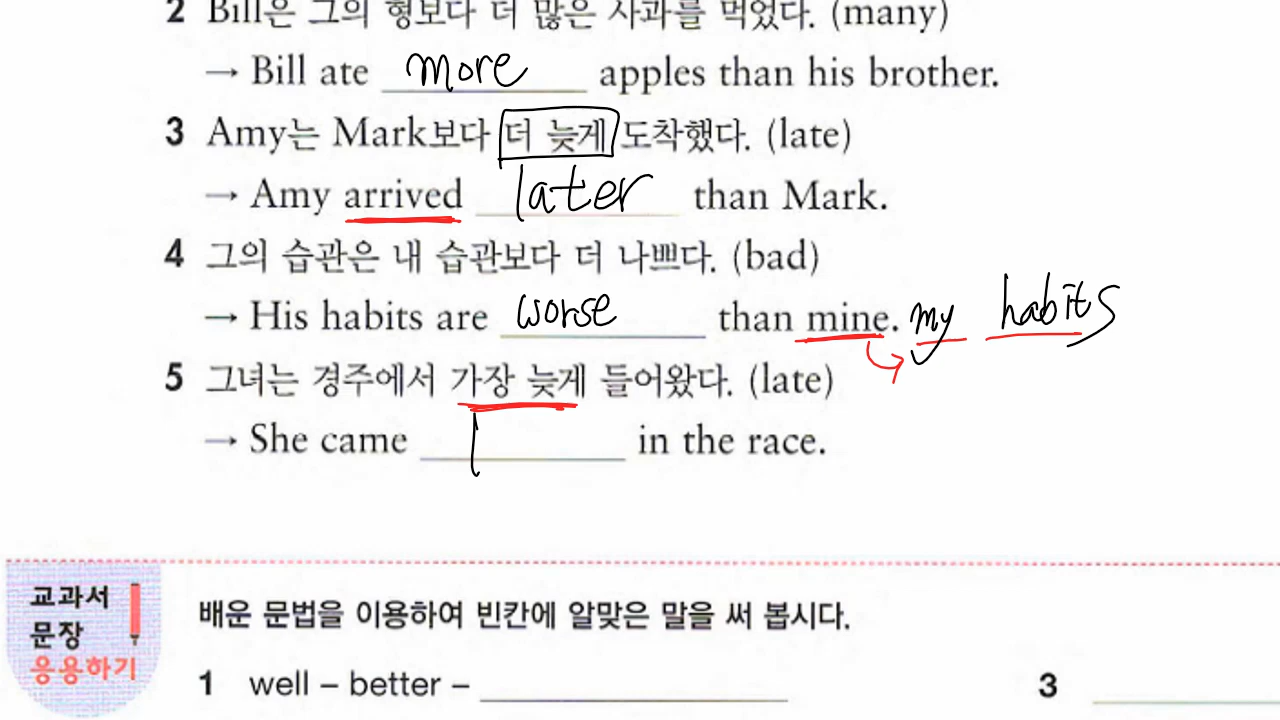 2 Bill은 그의 형보다 더 많은 사과를 먹었다. (many)
→ Bill ate more apples than his brother.
3 Amy는 Mark보다 더 늦게 도착했다. (late)
→ Amy arrived later than Mark.
4 그의 습관은 내 습관보다 더 나쁘다. (bad)
→ His habits are worse than mine. my habits
5 그녀는 경주에서 가장 늦게 들어왔다. (late)
→ She came l in the race.
교과서
문장
응용하기
배운 문법을 이용하여 빈칸에 알맞은 말을 써 봅시다.
1 well – better –
3